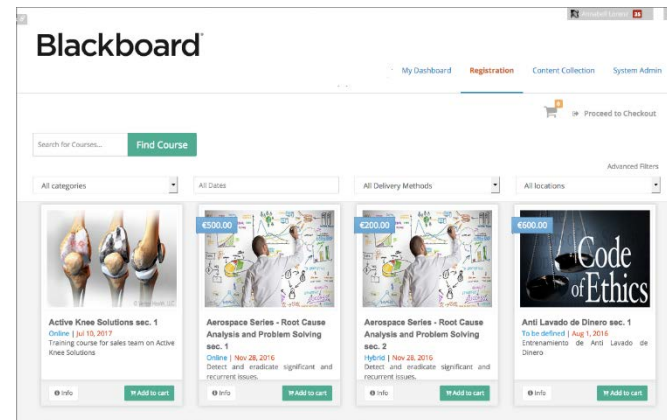 38
Blackboard
My Dashboard Registration Content Collection System Admin
0
Proceed to Checkout
Search for Courses... Find Course
Advanced Filters
All categories All Dates All Delivery Methods All locations
€500.00 €200.00 €600.00
Code
of Ethics
Active Knee Solutions sec. 1
Online | Jul 10, 2017
Training course for sales team on Active
Knee Solutions
Info Add to cart
Aerospace Series - Root Cause
Analysis and Problem Solving
sec. 1
Online | Nov 28, 2016
Detect and eradicate significant and
recurrent issues.
Info Add to cart
Aerospace Series - Root Cause
Analysis and Problem Solving
sec. 2
Hybrid | Nov 28, 2016
Detect and eradicate significant and
recurrent issues.
Info Add to cart
Anti Lavado de Dinero sec. 1
To be defined | Aug 1, 2016
Entrenamiento de Anti Lavado de
Dinero
Info Add to cart